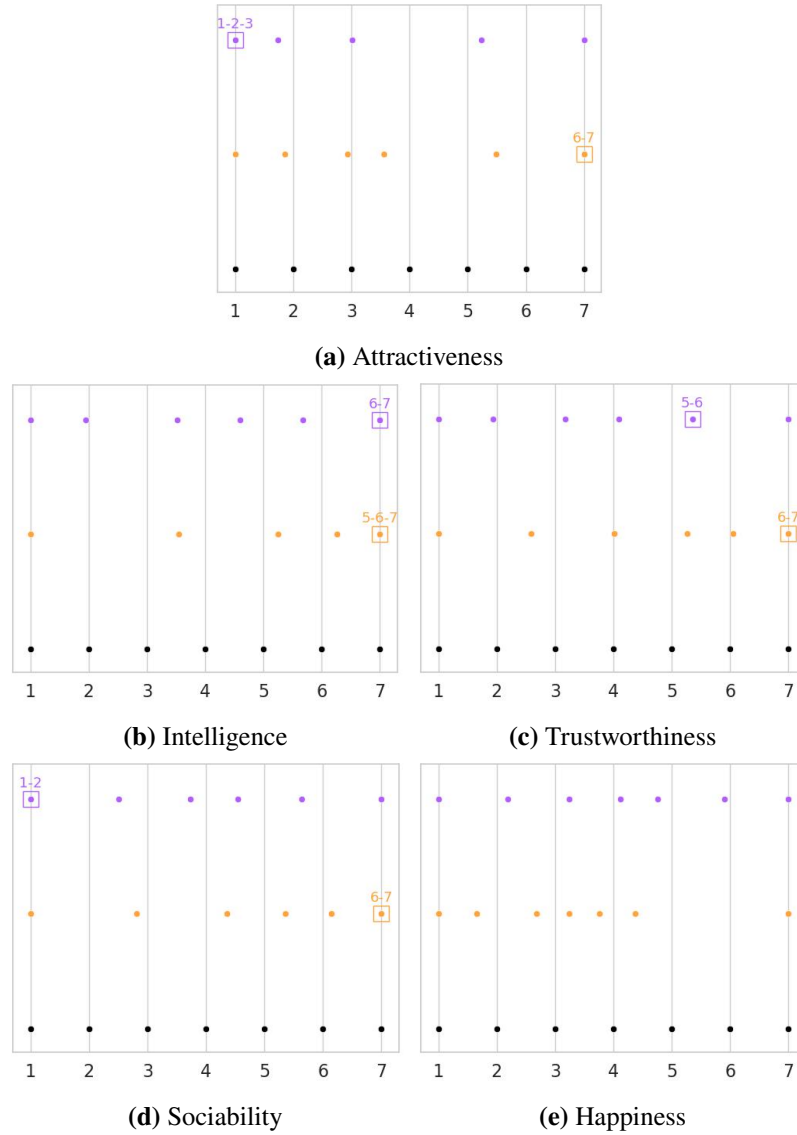 1-2-3
6-7
1 2 3 4 5 6 7
(a) Attractiveness
6-7
5-6-7
1 2 3 4 5 6 7
(b) Intelligence
5-6
6-7
1 2 3 4 5 6 7
(c) Trustworthiness
1-2
6-7
1 2 3 4 5 6 7
(d) Sociability
1 2 3 4 5 6 7
(e) Happiness